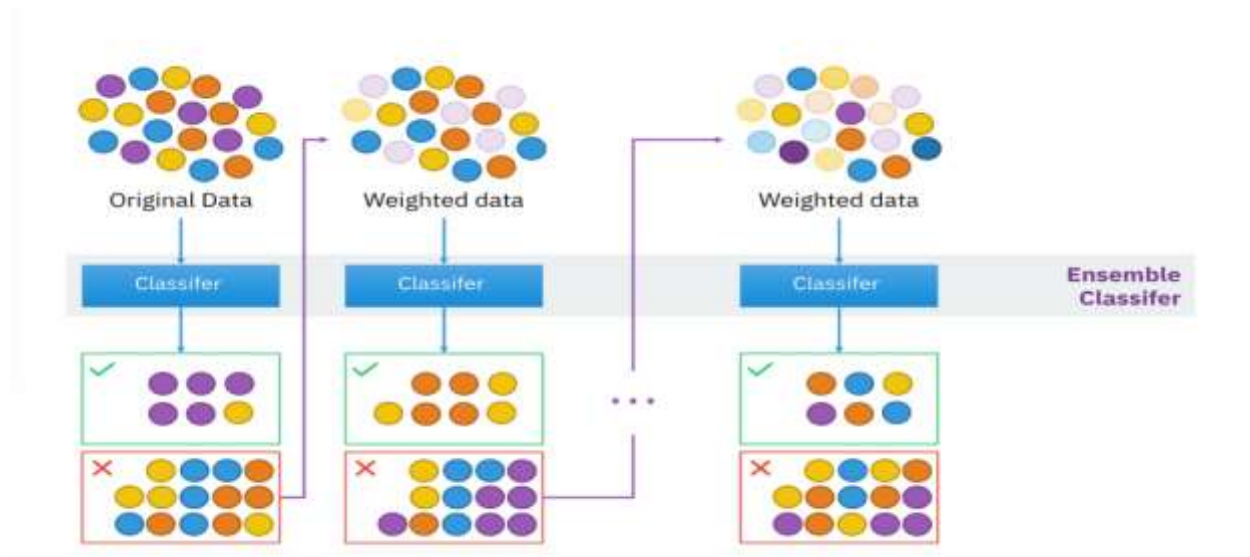 Original Data
Weighted data
Weighted data
Classifer
Classifer
Classifer
Ensemble
Classifer